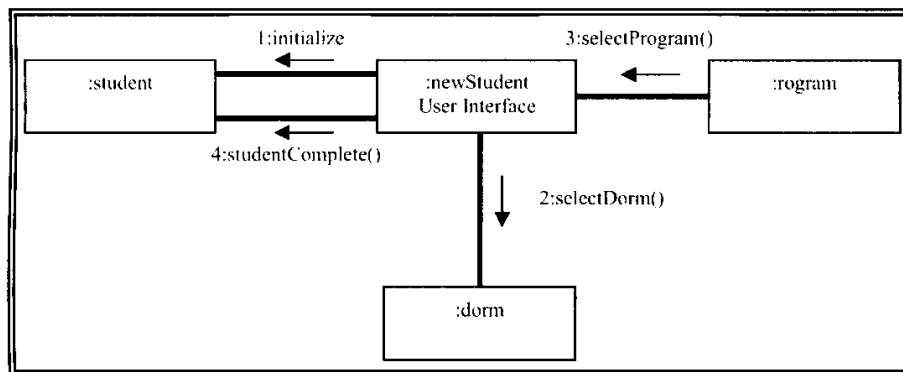 1:initialize
3:selectProgram()
:student
:newStudent
User Interface
:rogram
4:studentComplete()
2:selectDorm()
:dorm